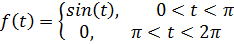 f(t) = { sin(t),  0 < t < π
0,  π < t < 2π